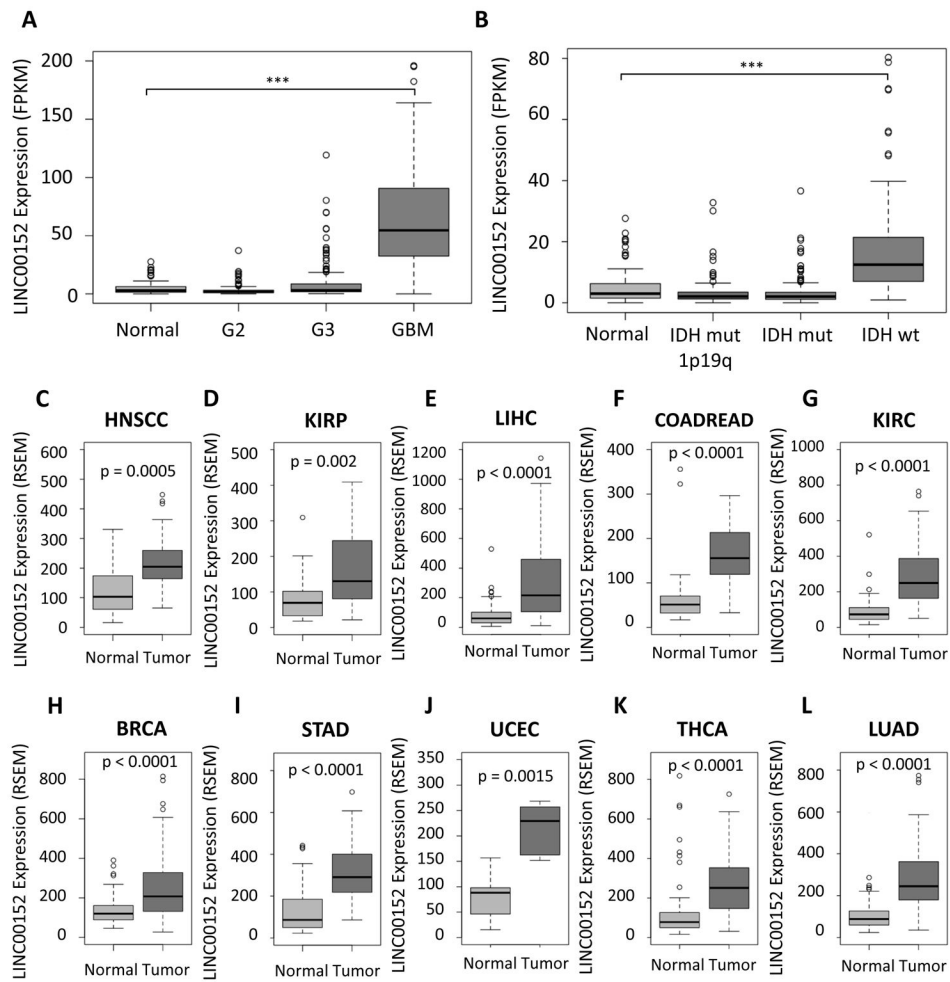 A
LINC00152 Expression (FPKM)
200
150
100
50
0
***
Normal G2 G3 GBM
B
LINC00152 Expression (FPKM)
80
60
40
20
0
***
Normal IDH mut 1p19q IDH mut IDH wt
C
HNSCC
LINC00152 Expression (RSEM)
600
500
400
300
200
100
0
p = 0.0005
Normal Tumor
D
KIRP
LINC00152 Expression (RSEM)
500
400
300
200
100
0
p = 0.002
Normal Tumor
E
LIHC
LINC00152 Expression (RSEM)
1200
1000
800
600
400
200
0
p < 0.0001
Normal Tumor
F
COADREAD
LINC00152 Expression (RSEM)
400
300
200
100
0
p < 0.0001
Normal Tumor
G
KIRC
LINC00152 Expression (RSEM)
1000
800
600
400
200
0
p < 0.0001
Normal Tumor
H
BRCA
LINC00152 Expression (RSEM)
800
600
400
200
0
p < 0.0001
Normal Tumor
I
STAD
LINC00152 Expression (RSEM)
800
600
400
200
0
p < 0.0001
Normal Tumor
J
UCEC
LINC00152 Expression (RSEM)
350
300
250
200
150
100
50
0
p = 0.0015
Normal Tumor
K
THCA
LINC00152 Expression (RSEM)
800
600
400
200
0
p < 0.0001
Normal Tumor
L
LUAD
LINC00152 Expression (RSEM)
800
600
400
200
0
p < 0.0001
Normal Tumor